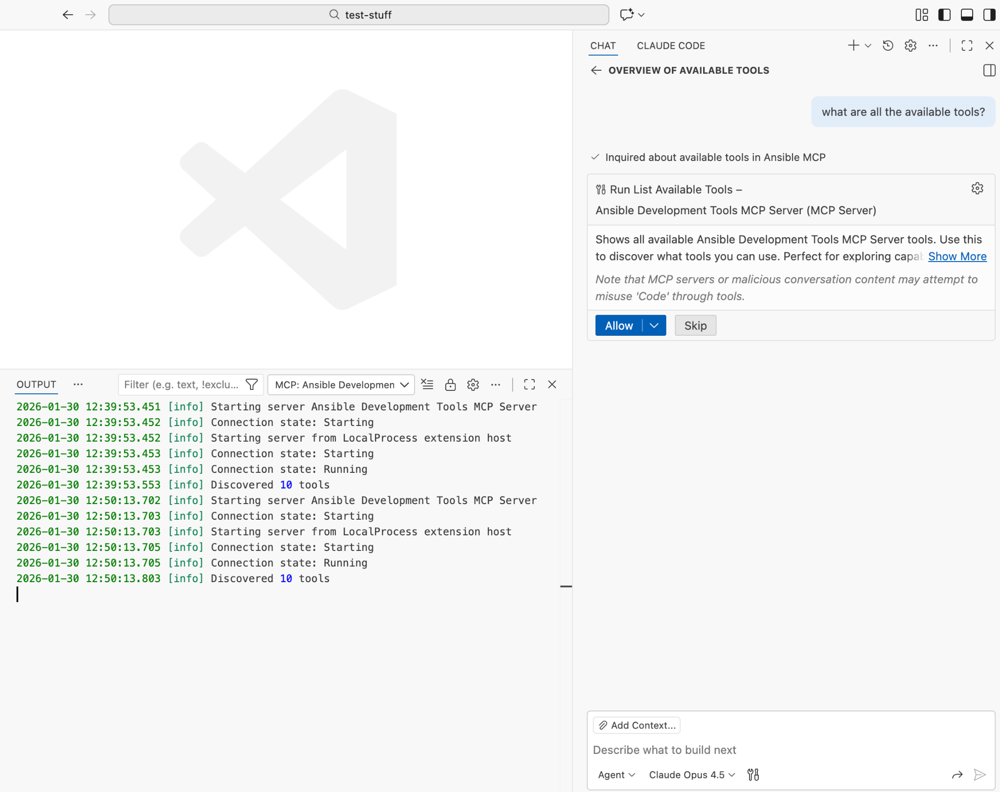 test-stuff
CHAT
CLAUDE CODE
OVERVIEW OF AVAILABLE TOOLS
what are all the available tools?
Inquired about available tools in Ansible MCP
Run List Available Tools –
Ansible Development Tools MCP Server (MCP Server)
Shows all available Ansible Development Tools MCP Server tools. Use this
to discover what tools you can use. Perfect for exploring capab Show More
Note that MCP servers or malicious conversation content may attempt to
misuse 'Code' through tools.
Allow
Skip
OUTPUT
Filter (e.g. text, !exclu...
MCP: Ansible Developmen
2026-01-30 12:39:53.451 [info] Starting server Ansible Development Tools MCP Server
2026-01-30 12:39:53.452 [info] Connection state: Starting
2026-01-30 12:39:53.452 [info] Starting server from LocalProcess extension host
2026-01-30 12:39:53.453 [info] Connection state: Starting
2026-01-30 12:39:53.453 [info] Connection state: Running
2026-01-30 12:39:53.553 [info] Discovered 10 tools
2026-01-30 12:50:13.702 [info] Starting server Ansible Development Tools MCP Server
2026-01-30 12:50:13.703 [info] Connection state: Starting
2026-01-30 12:50:13.703 [info] Starting server from LocalProcess extension host
2026-01-30 12:50:13.705 [info] Connection state: Starting
2026-01-30 12:50:13.705 [info] Connection state: Running
2026-01-30 12:50:13.803 [info] Discovered 10 tools
Add Context...
Describe what to build next
Agent
Claude Opus 4.5